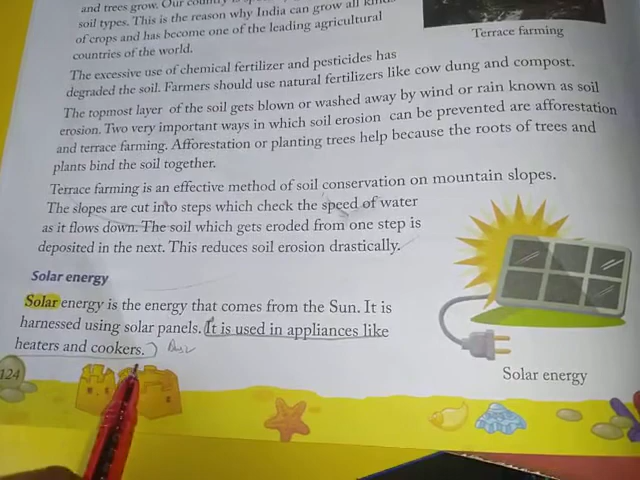 and trees grow. Our country is
soil types. This is the reason why India can grow all kinds
of crops and has become one of the leading agricultural
countries of the world.
Terrace farming
The excessive use of chemical fertilizer and pesticides has
degraded the soil. Farmers should use natural fertilizers like cow dung and compost.
The topmost layer of the soil gets blown or washed away by wind or rain known as soil
erosion. Two very important ways in which soil erosion can be prevented are afforestation
and terrace farming. Afforestation or planting trees help because the roots of trees and
plants bind the soil together.
Terrace farming is an effective method of soil conservation on mountain slopes.
The slopes are cut into steps which check the speed of water
as it flows down. The soil which gets eroded from one step is
deposited in the next. This reduces soil erosion drastically.
Solar energy
Solar energy is the energy that comes from the Sun. It is
harnessed using solar panels. It is used in appliances like
heaters and cookers.
Solar energy
124